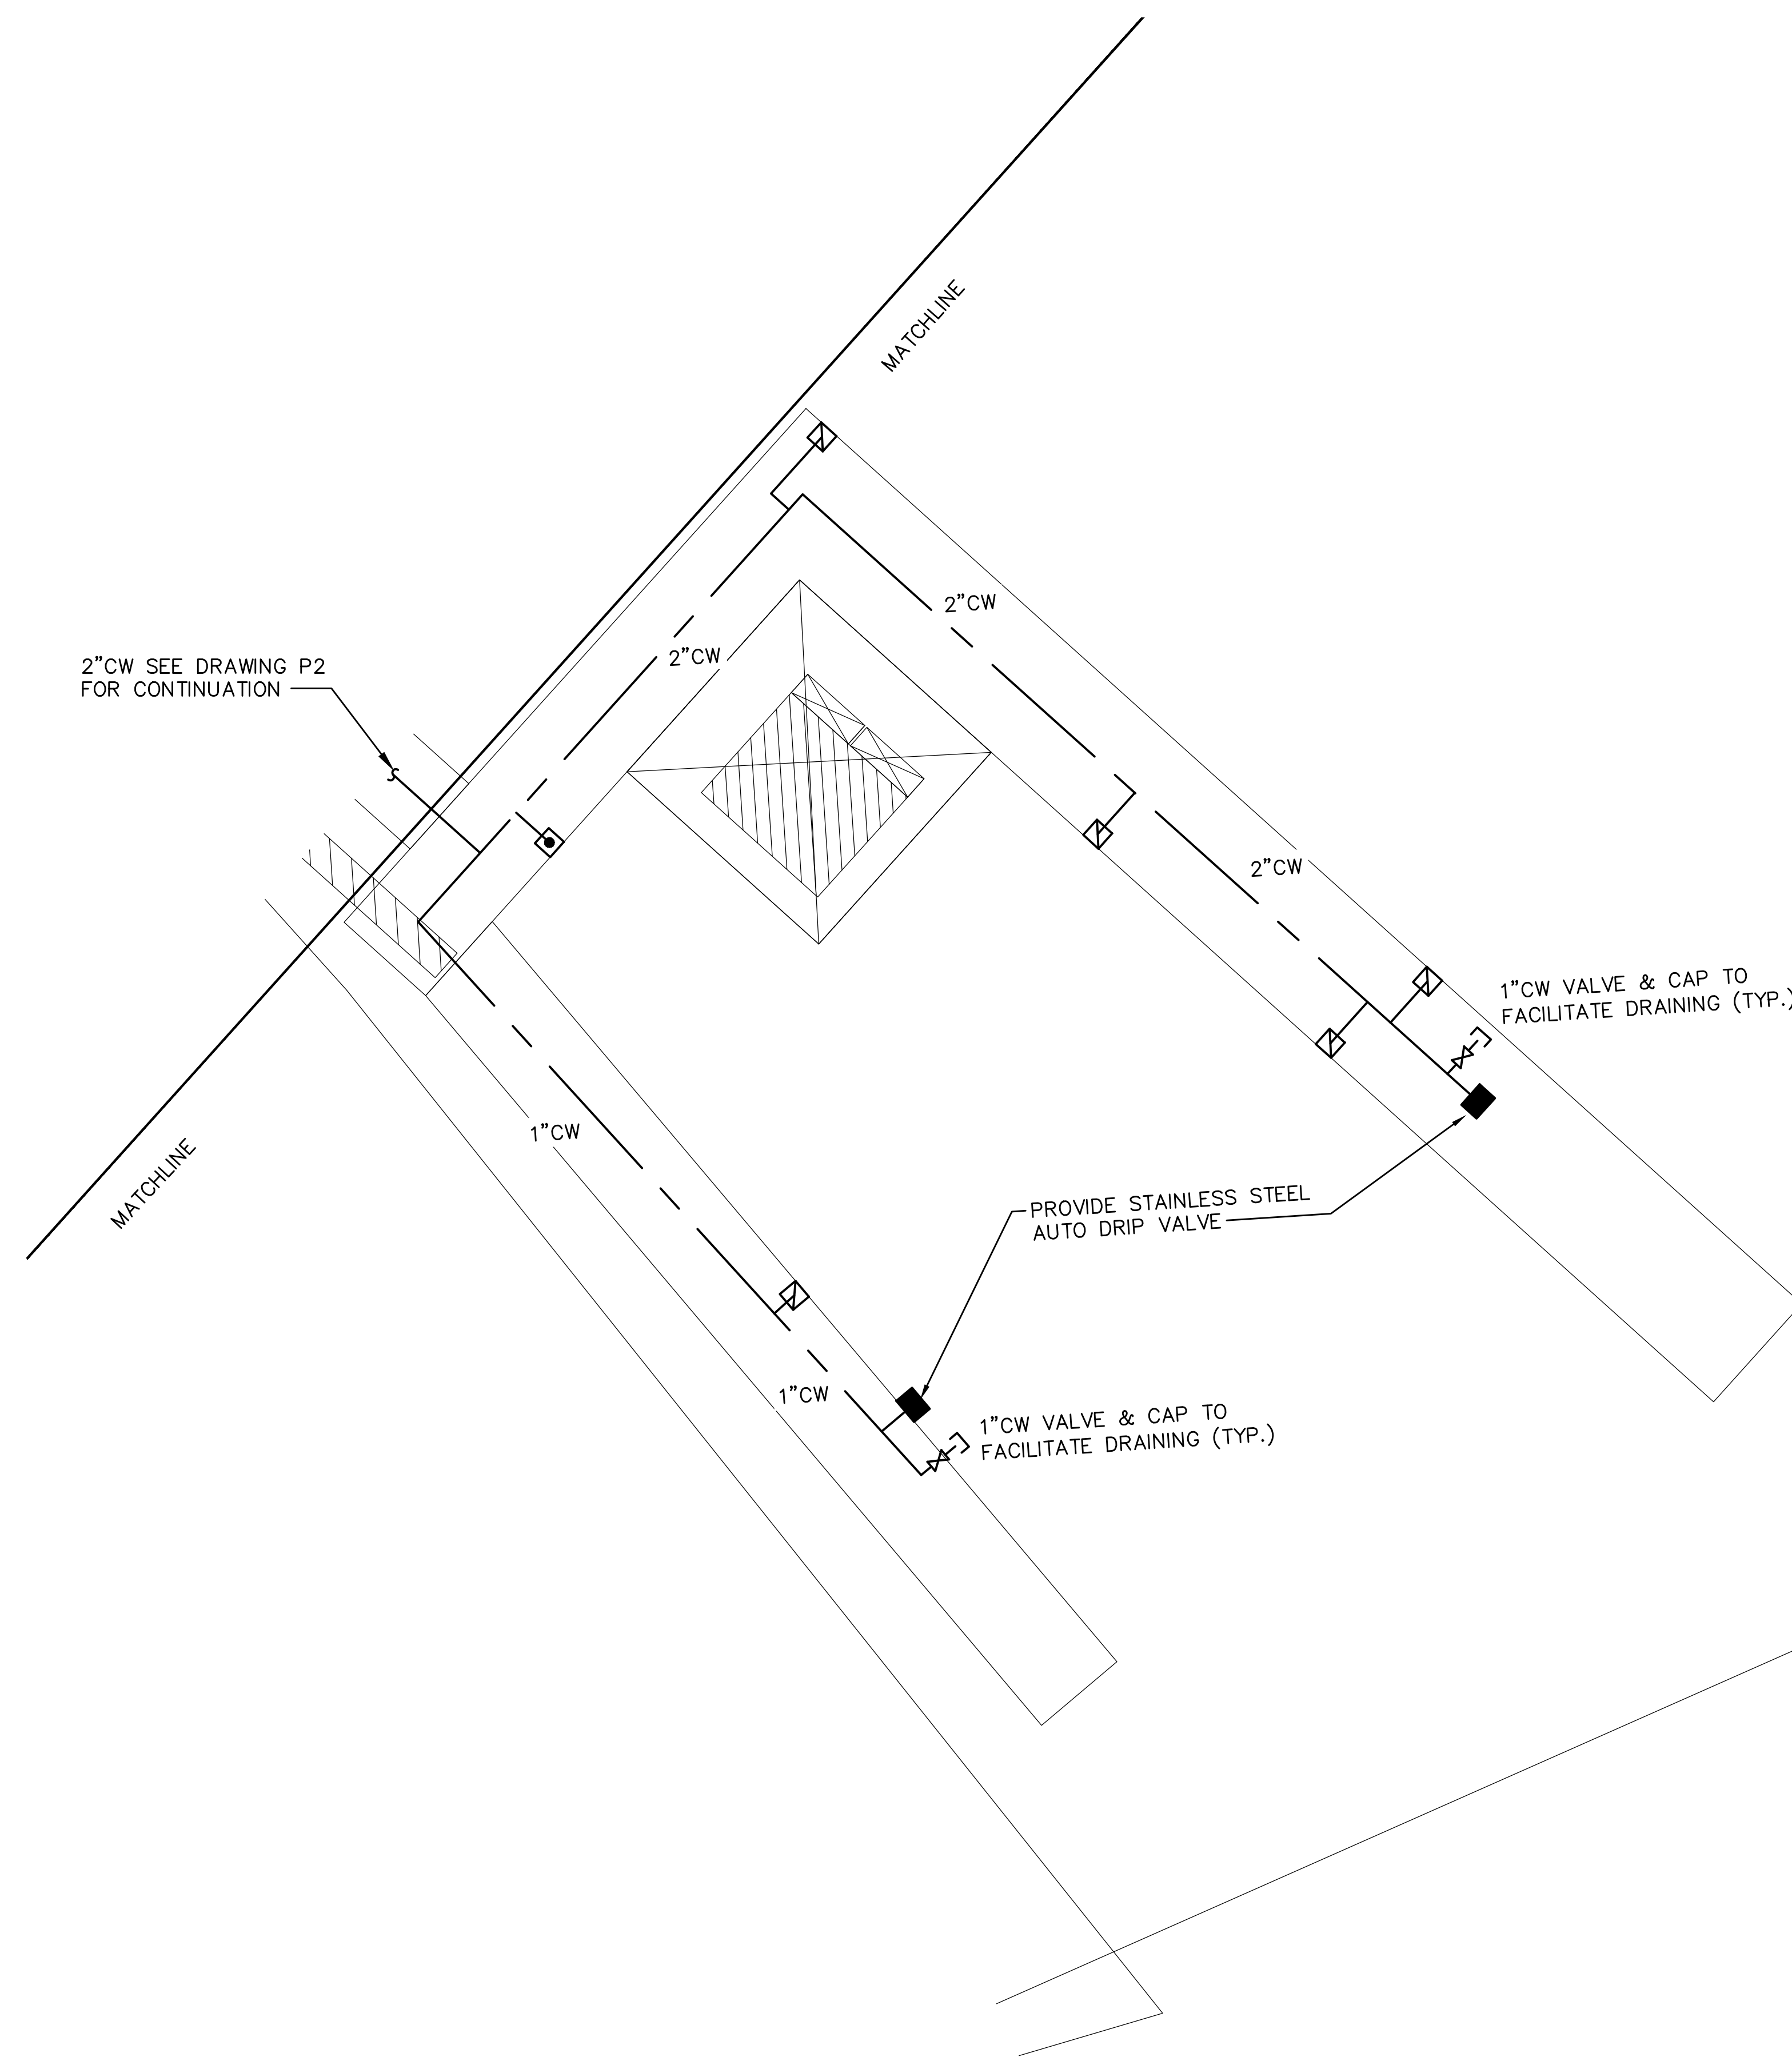 MATCHLINE
2"CW
2"CW
2"CW SEE DRAWING P2
FOR CONTINUATION
2"CW
1"CW VALVE & CAP TO
FACILITATE DRAINING (TYP.)
1"CW
MATCHLINE
PROVIDE STAINLESS STEEL
AUTO DRIP VALVE
1"CW
1"CW VALVE & CAP TO
FACILITATE DRAINING (TYP.)